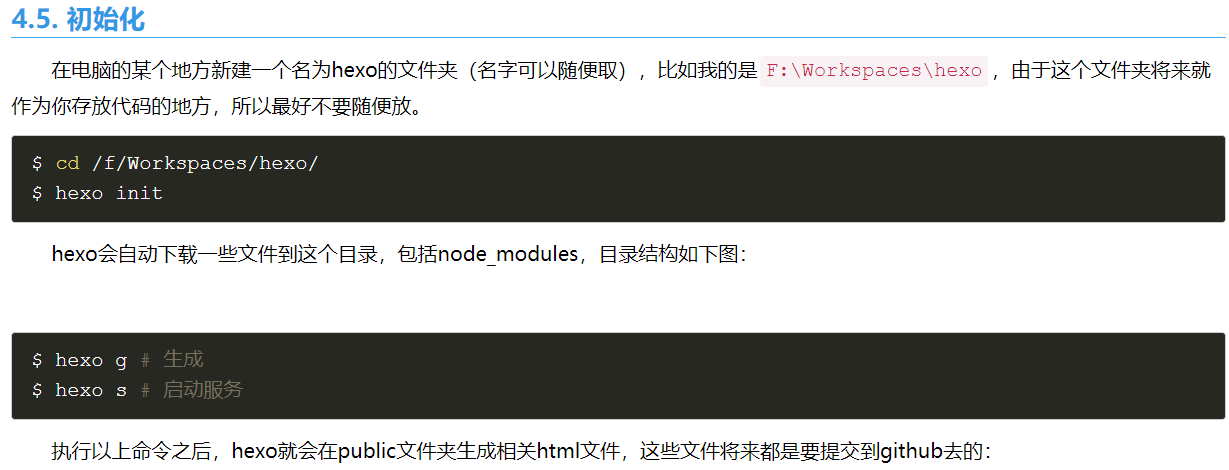 4.5. 初始化
在电脑的某个地方新建一个名为hexo的文件夹（名字可以随便取），比如我的是 F:\Workspaces\hexo ，由于这个文件夹将来就
作为你存放代码的地方，所以最好不要随便放。
$ cd /f/Workspaces/hexo/
$ hexo init
hexo会自动下载一些文件到这个目录，包括node_modules，目录结构如下图：
$ hexo g # 生成
$ hexo s # 启动服务
执行以上命令之后，hexo就会在public文件夹生成相关html文件，这些文件将来都是要提交到github去的：